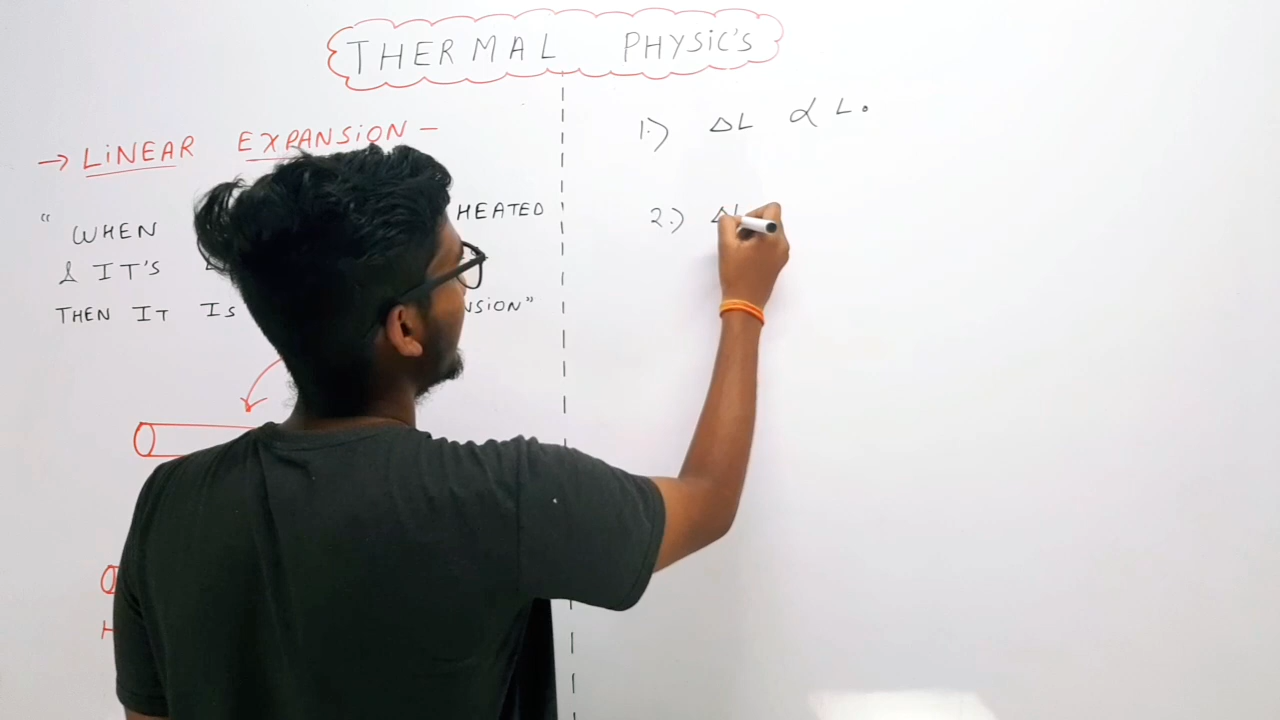 THERMAL PHYSIC'S
→ LINEAR EXPANSION –
"WHEN HEATED
& IT'S
THEN IT IS NSION"
H
1.) ΔL ∝ L₀
2.) ΔL